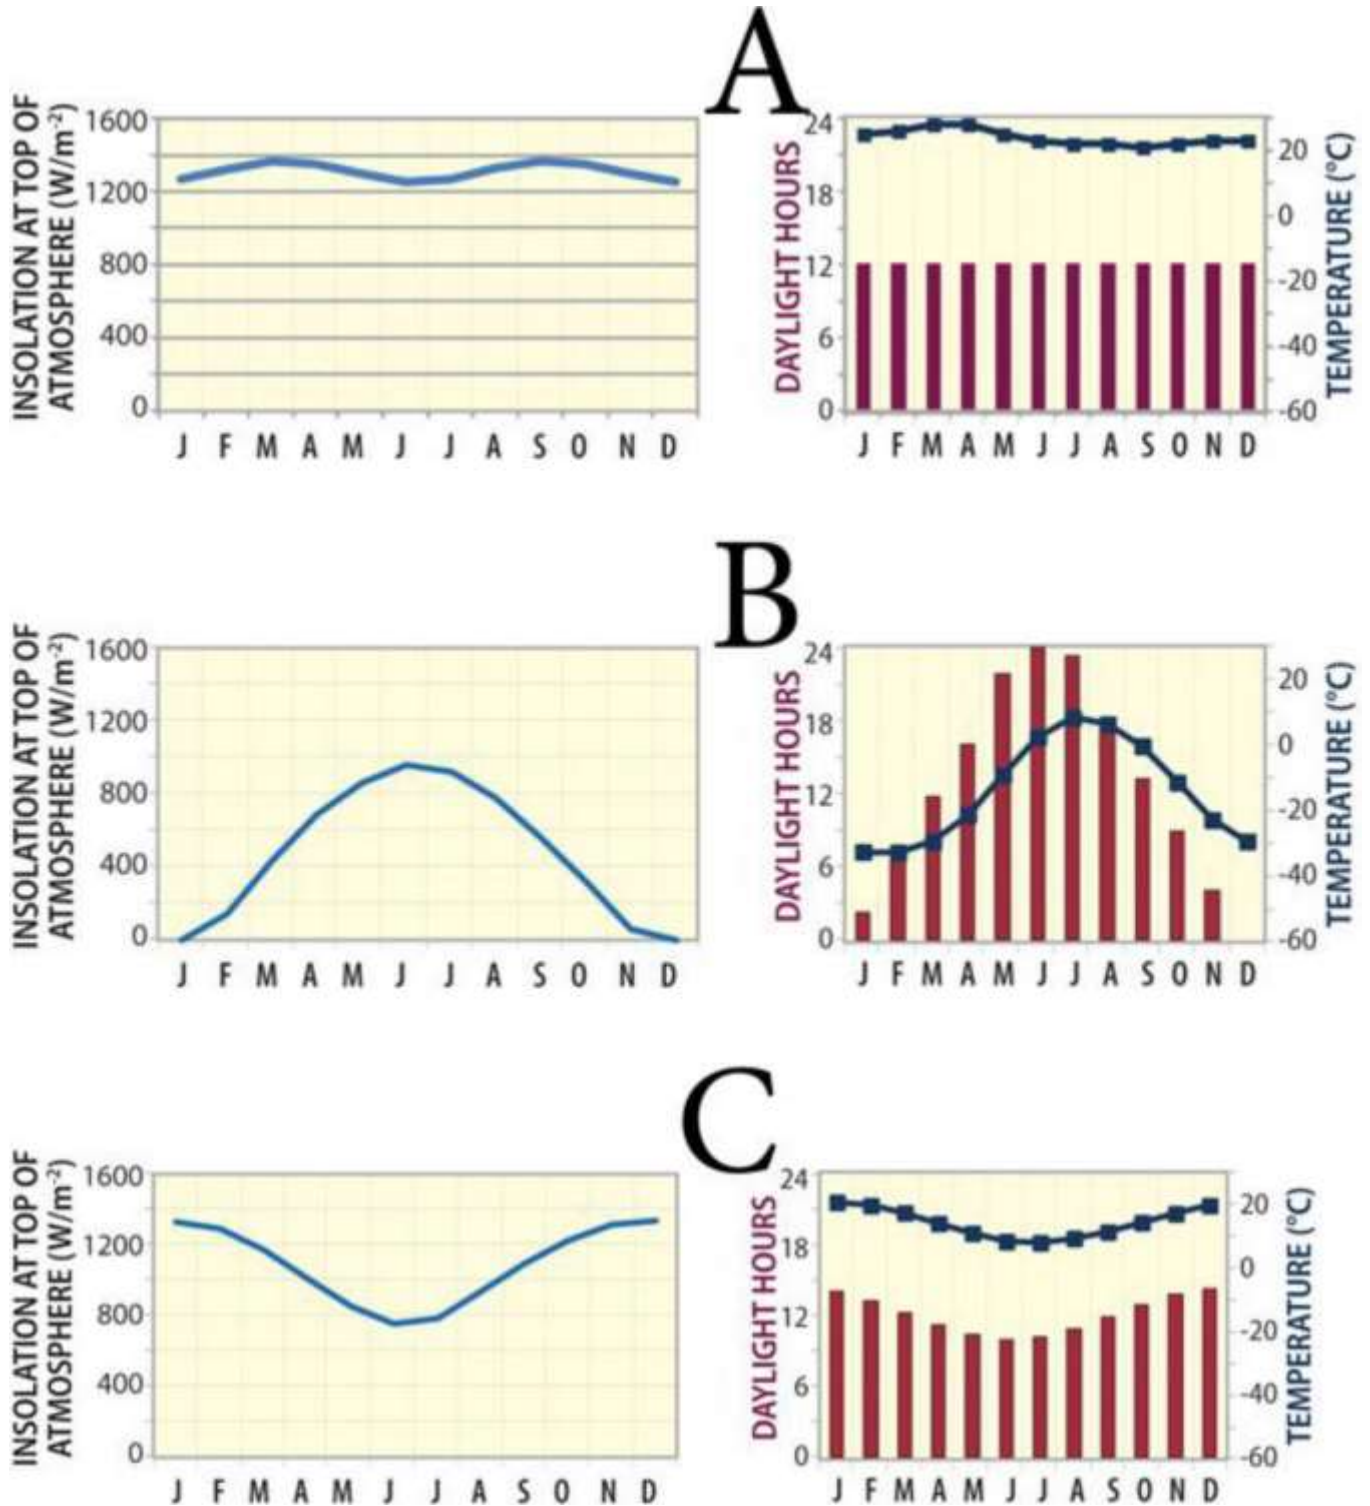 A
INSOLATION AT TOP OF
ATMOSPHERE (W/m-2)
1600
1200
800
400
0
J F M A M J J A S O N D
DAYLIGHT HOURS
24
18
12
6
0
20
0
-20
-40
-60
TEMPERATURE (°C)
J F M A M J J A S O N D
B
INSOLATION AT TOP OF
ATMOSPHERE (W/m-2)
1600
1200
800
400
0
J F M A M J J A S O N D
DAYLIGHT HOURS
24
18
12
6
0
20
0
-20
-40
-60
TEMPERATURE (°C)
J F M A M J J A S O N D
C
INSOLATION AT TOP OF
ATMOSPHERE (W/m-2)
1600
1200
800
400
0
J F M A M J J A S O N D
DAYLIGHT HOURS
24
18
12
6
0
20
0
-20
-40
-60
TEMPERATURE (°C)
J F M A M J J A S O N D